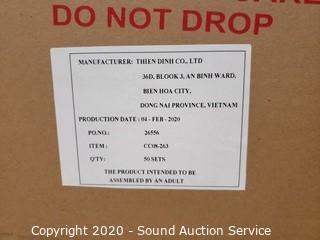 DO NOT DROP
MANUFACTURER: THIEN DINH CO., LTD
36D, BLOOK 3, AN BINH WARD,
BIEN HOA CITY,
DONG NAI PROVINCE, VIETNAM
PRODUCTION DATE : 04 - FEB - 2020
PO.NO.: 26556
ITEM : CC08-263
Q'TY: 50 SETS
THE PRODUCT INTENDED TO BE
ASSEMBLED BY AN ADULT
Copyright 2020 - Sound Auction Service